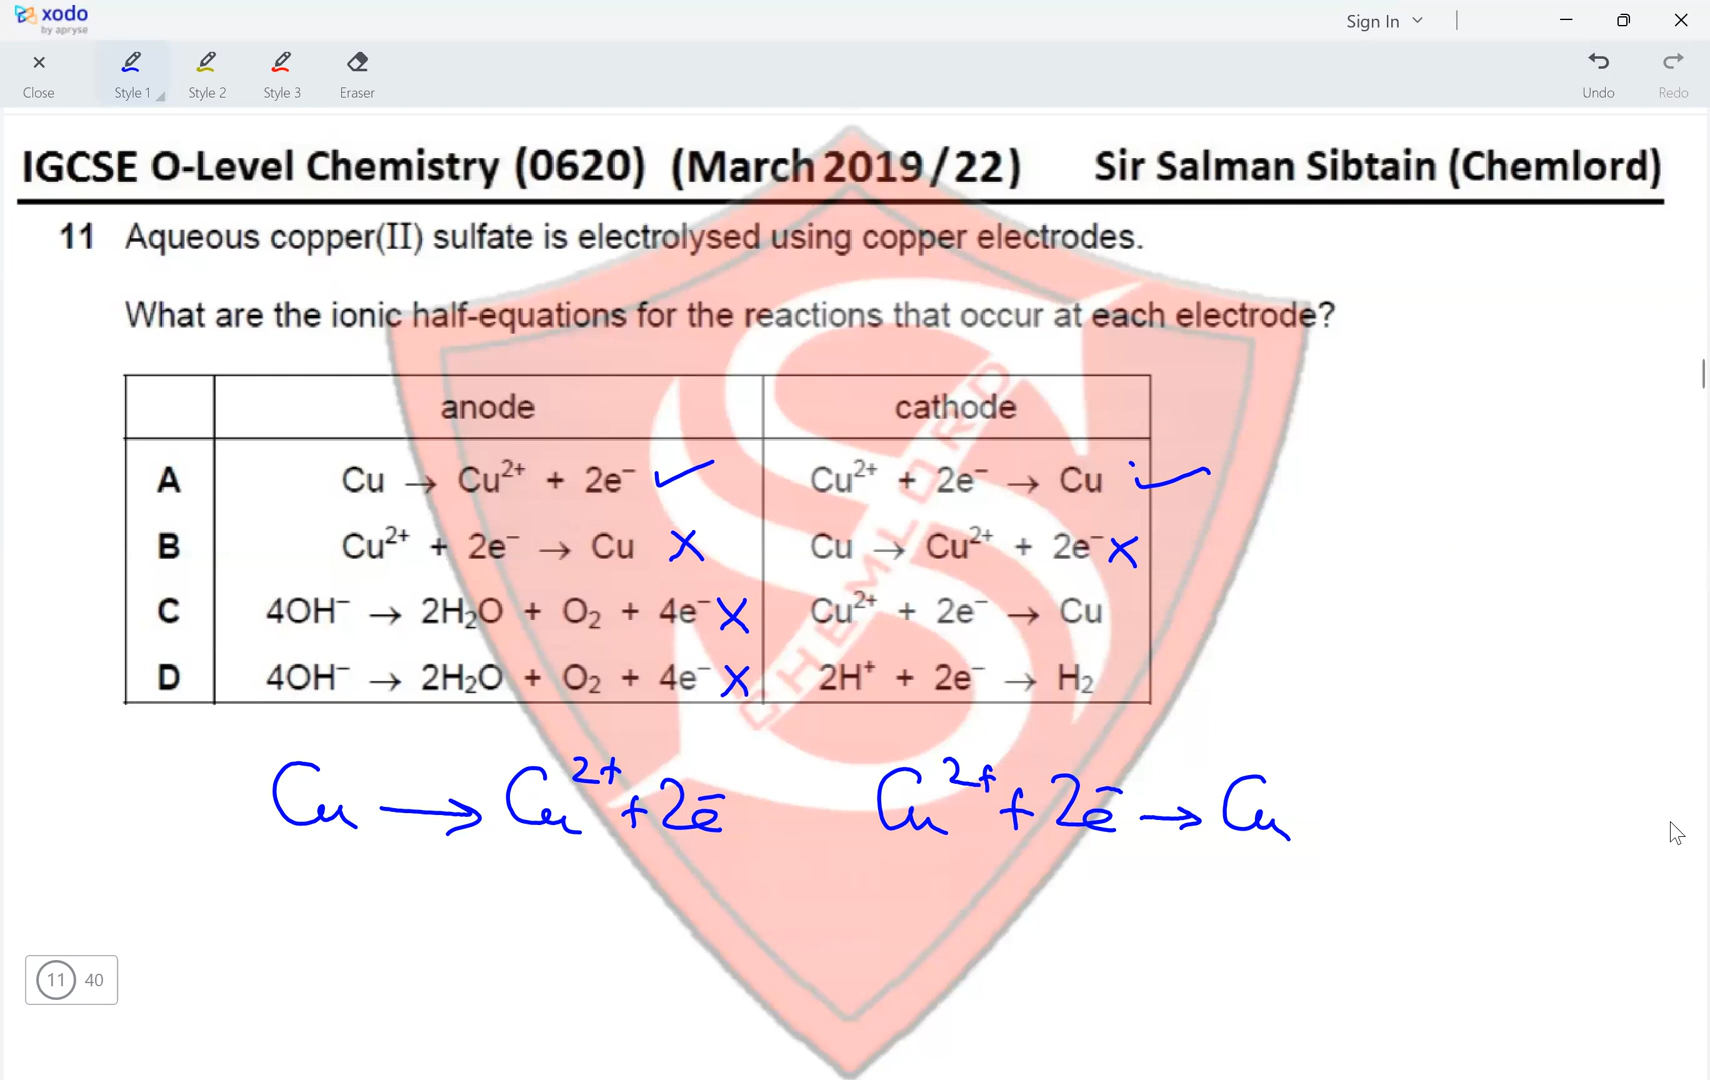 xodo
by apryse
Sign In
Close
Style 1
Style 2
Style 3
Eraser
Undo
Redo
IGCSE O-Level Chemistry (0620) (March 2019/22) Sir Salman Sibtain (Chemlord)
11 Aqueous copper(II) sulfate is electrolysed using copper electrodes.
What are the ionic half-equations for the reactions that occur at each electrode?
anode cathode
A Cu → Cu²⁺ + 2e⁻ ✓ Cu²⁺ + 2e⁻ → Cu ✓
B Cu²⁺ + 2e⁻ → Cu X Cu → Cu²⁺ + 2e⁻ X
C 4OH⁻ → 2H₂O + O₂ + 4e⁻ X Cu²⁺ + 2e⁻ → Cu
D 4OH⁻ → 2H₂O + O₂ + 4e⁻ X 2H⁺ + 2e⁻ → H₂
CHEMLORD
Cu → Cu²⁺ + 2e⁻ Cu²⁺ + 2e⁻ → Cu
11 40